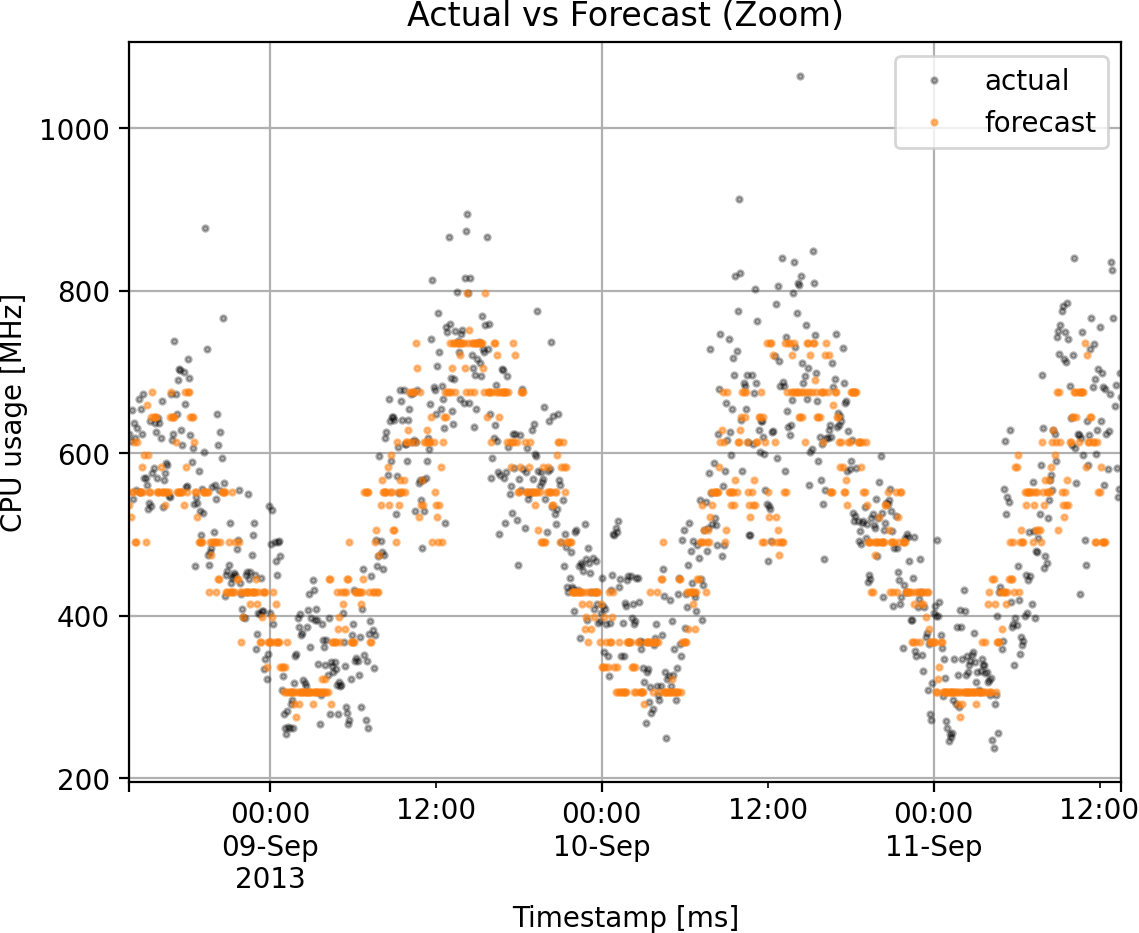 Actual vs Forecast (Zoom)
actual
forecast
CPU usage [MHz]
1000
800
600
400
200
00:00 12:00 00:00 12:00 00:00 12:00
09-Sep 10-Sep 11-Sep
2013
Timestamp [ms]